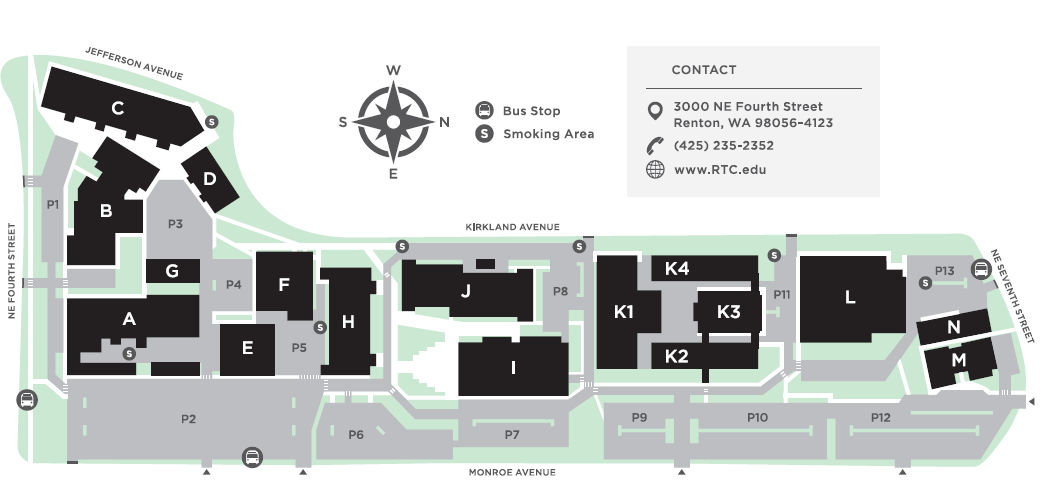 JEFFERSON AVENUE
C
S
D
B
P1
P3
NE FOURTH STREET
G
P4
F
A
S
E
P5
S
H
W
S
N
E
Bus Stop
S Smoking Area
CONTACT
3000 NE Fourth Street
Renton, WA 98056-4123
(425) 235-2352
www.RTC.edu
KIRKLAND AVENUE
S
S
J
P8
I
K1
K4
K3
K2
S
P11
L
P13
S
NE SEVENTH STREET
N
M
P2
P6
P7
P9
P10
P12
MONROE AVENUE